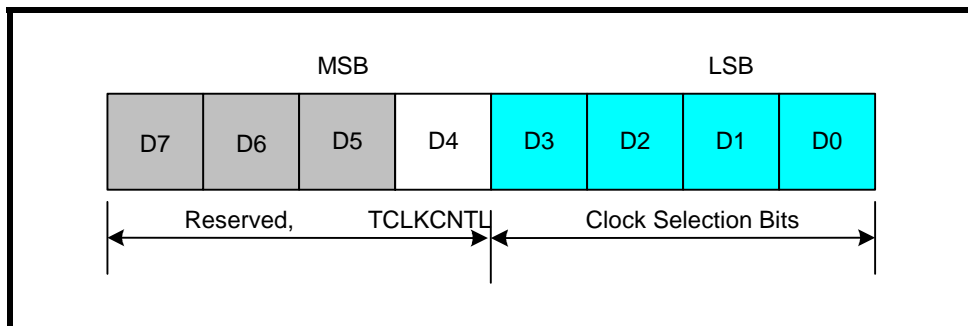 MSB LSB
D7 D6 D5 D4 D3 D2 D1 D0
Reserved, TCLKCNTL Clock Selection Bits